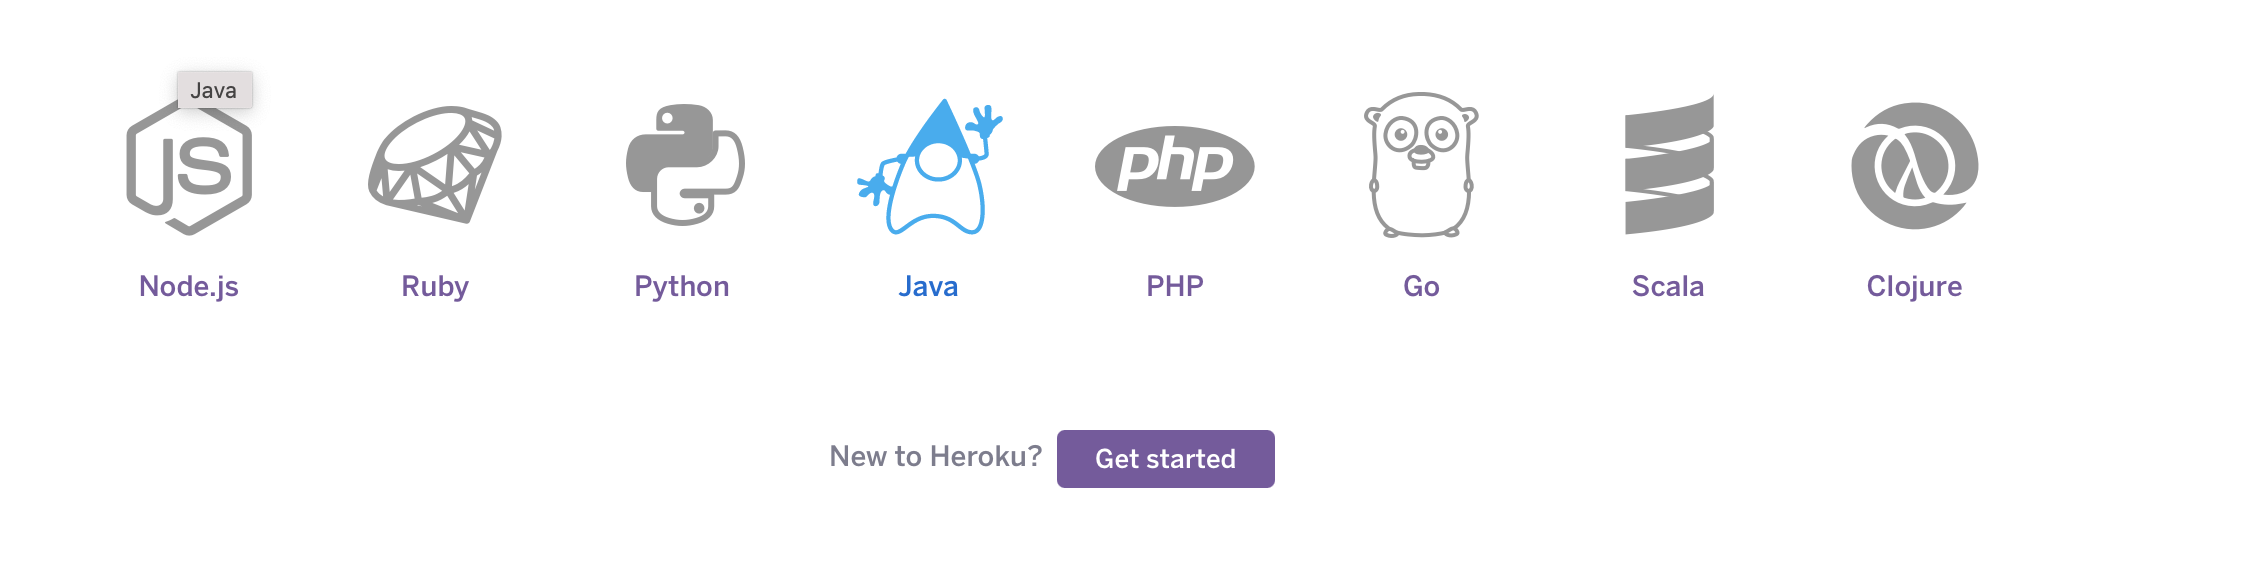 Java
JS
php
Node.js
Ruby
Python
Java
PHP
Go
Scala
Clojure
New to Heroku?
Get started